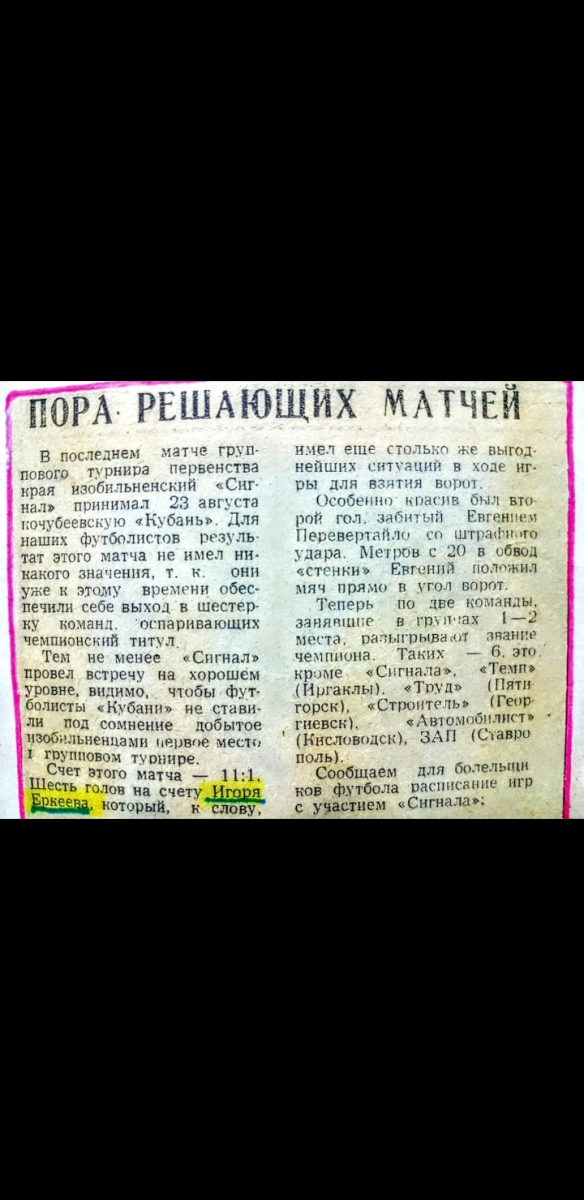 ПОРА РЕШАЮЩИХ МАТЧЕЙ
В последнем матче груп-
пового турнира первенства
края изобильненский «Сиг-
нал» принимал 23 августа
кочубеевскую «Кубань». Для
наших футболистов резуль-
тат этого матча не имел ни-
какого значения, т. к. они
уже к этому времени обес-
печили себе выход в шестер-
ку команд, оспаривающих
чемпионский титул.
Тем не менее «Сигнал»
провел встречу на хорошем
уровне, видимо, чтобы фут-
болисты «Кубани» не стави-
ли под сомнение добытое
изобильненцами первое место
в групповом турнире.
Счет этого матча — 11:1.
Шесть голов на счету Игоря
Еркеева, который, к слову,
имел еще столько же выгод-
нейших ситуаций в ходе иг-
ры для взятия ворот.
Особенно красив был вто-
рой гол, забитый Евгением
Перевертайло со штрафного
удара. Метров с 20 в обвод
«стенки» Евгений положил
мяч прямо в угол ворот.
Теперь по две команды,
занявшие в группах 1—2
места, разыгрывают звание
чемпиона. Таких — 6, это,
кроме «Сигнала», «Темп»
(Иргаклы), «Труд» (Пяти-
горск), «Строитель» (Геор-
гиевск), «Автомобилист»
(Кисловодск), ЗАП (Ставро
поль).
Сообщаем для болельщи
ков футбола расписание игр
с участием «Сигнала»: